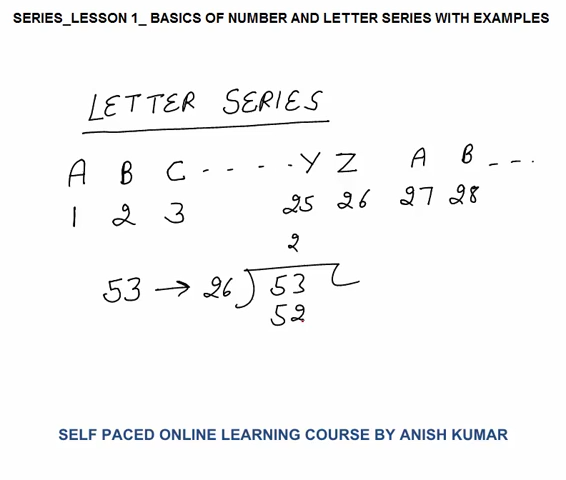 SERIES_LESSON 1_ BASICS OF NUMBER AND LETTER SERIES WITH EXAMPLES
LETTER SERIES
A B C - - - - Y Z A B - - -
1 2 3 25 26 27 28
2
53 → 26 ) 53 (
52
SELF PACED ONLINE LEARNING COURSE BY ANISH KUMAR